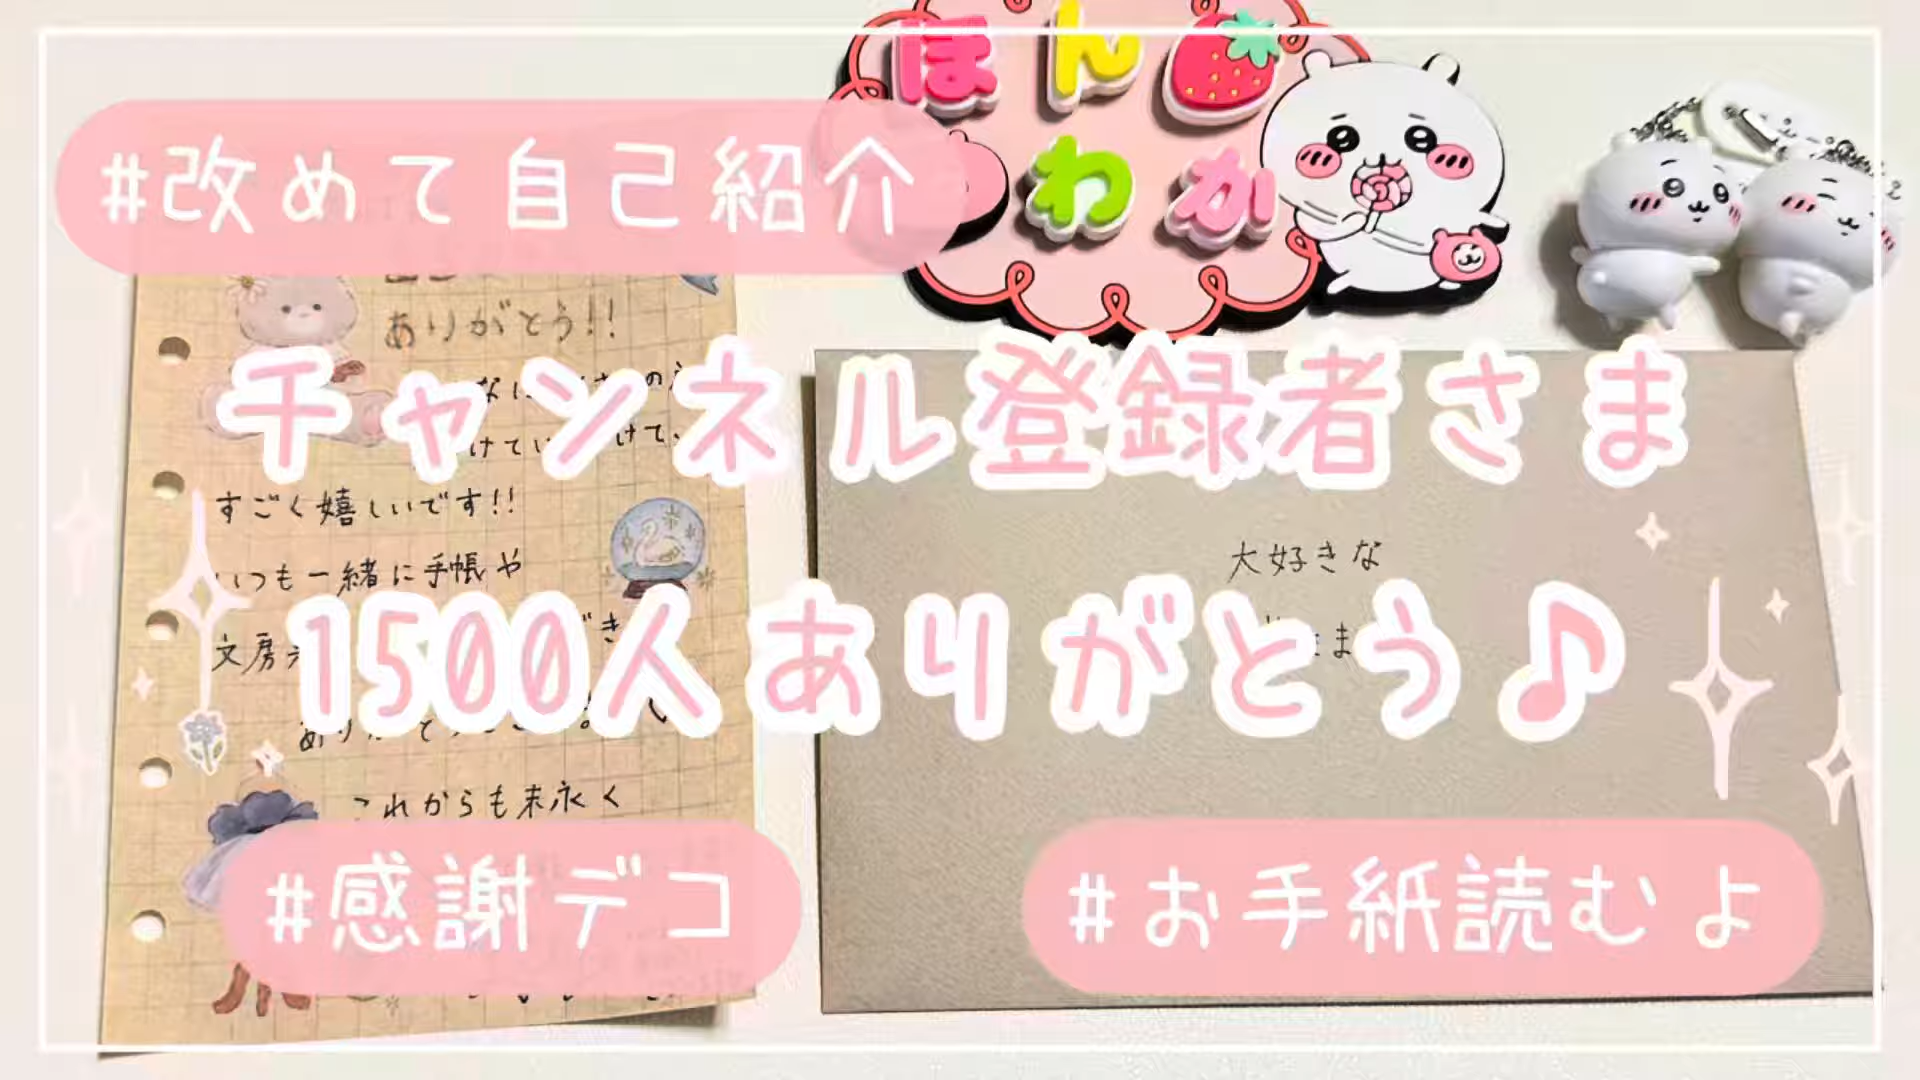 ほん
わか
#改めて自己紹介
ありがとう!!
チャンネル登録者さま
すごく嬉しいです!!
いつも一緒に手帳や
文房
大好きな
1500人ありがとう♪
これからも末永く
#感謝デコ
#お手紙読むよ